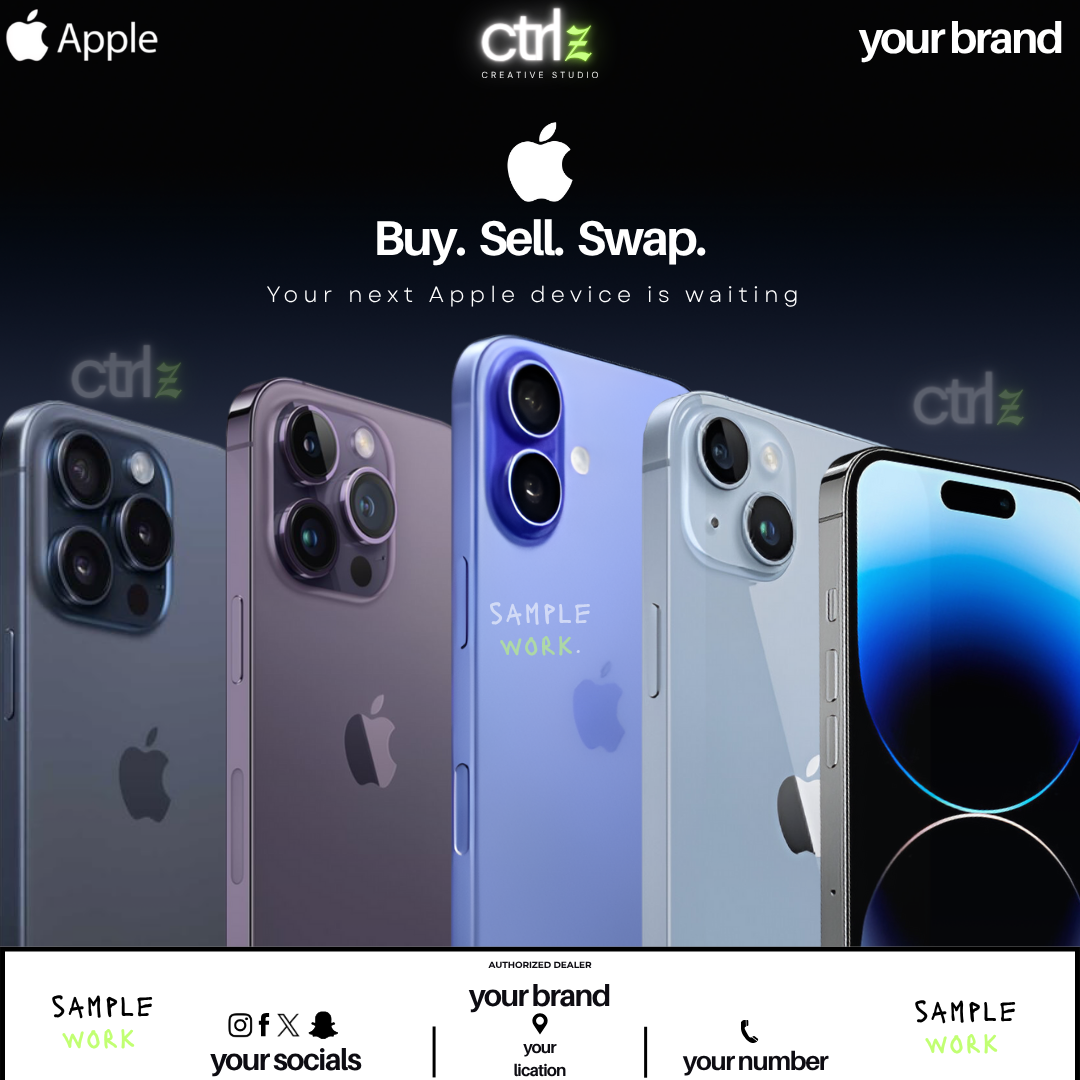 Apple
ctrlz
CREATIVE STUDIO
your brand
Buy. Sell. Swap.
Your next Apple device is waiting
ctrlz
ctrlz
SAMPLE
WORK.
AUTHORIZED DEALER
your brand
SAMPLE
WORK
your socials
your
lication
your number
SAMPLE
WORK